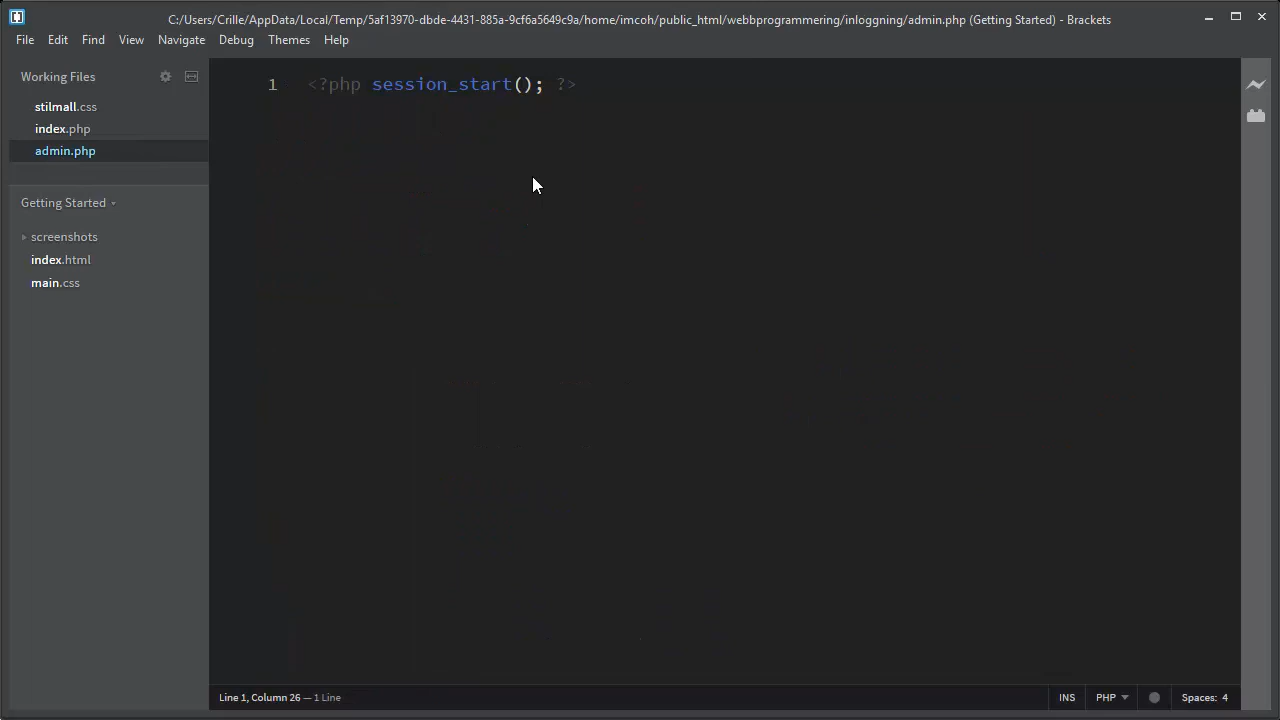 C:/Users/Crille/AppData/Local/Temp/5af13970-dbde-4431-885a-9cf6a5649c9a/home/imcoh/public_html/webbprogrammering/inloggning/admin.php (Getting Started) - Brackets
File Edit Find View Navigate Debug Themes Help
Working Files
stilmall.css
index.php
admin.php
Getting Started
screenshots
index.html
main.css
1 <?php session_start(); ?>
Line 1, Column 26 — 1 Line
INS PHP Spaces: 4